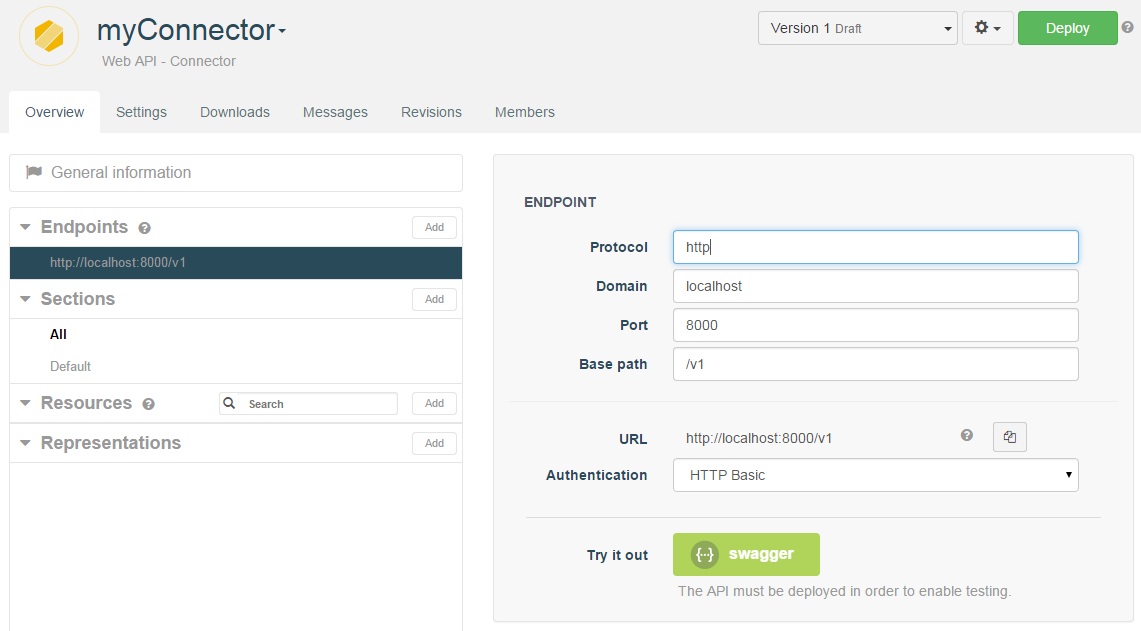 myConnector
Web API - Connector
Version 1 Draft
Deploy
Overview Settings Downloads Messages Revisions Members
General information
Endpoints Add
http://localhost:8000/v1
Sections Add
All
Default
Resources Search Add
Representations Add
ENDPOINT
Protocol http
Domain localhost
Port 8000
Base path /v1
URL http://localhost:8000/v1
Authentication HTTP Basic
Try it out {···} swagger
The API must be deployed in order to enable testing.